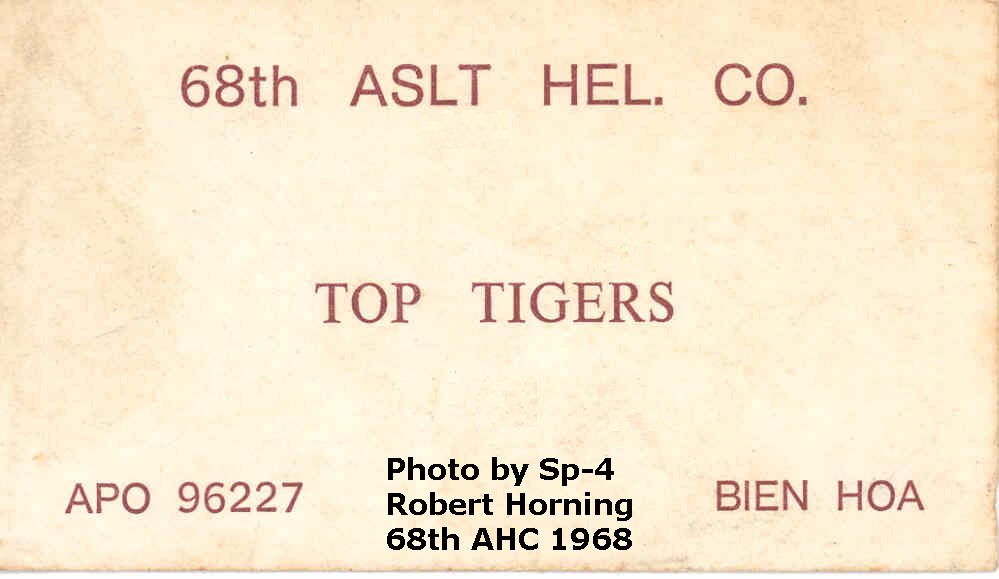 68th ASLT HEL. CO.
TOP TIGERS
APO 96227
Photo by Sp-4
Robert Horning
68th AHC 1968
BIEN HOA